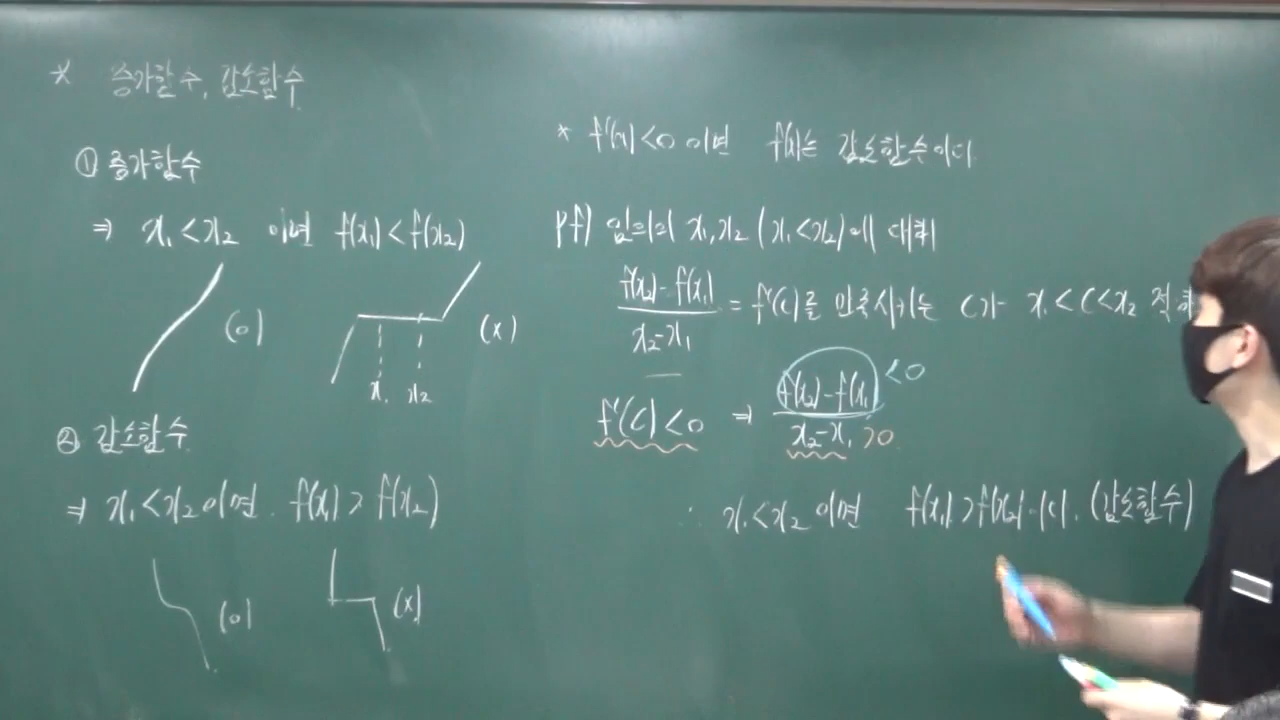 * 증가함수, 감소함수.
① 증가함수
⇒ x₁<x₂ 이면 f(x₁)<f(x₂)
(o) (x)
x₁ x₂
② 감소함수.
⇒ x₁<x₂이면. f(x₁)>f(x₂)
(o) (x)
* f'(x)<0 이면 f(x)는 감소함수이다.
pf) 임의의 x₁,x₂ (x₁<x₂)에 대해
(f(x₂)-f(x₁))/(x₂-x₁) = f'(c)를 만족시키는 c가 x₁<c<x₂ 적
f'(c)<0 ⇒ (f(x₂)-f(x₁))/(x₂-x₁) <0 >0
∴ x₁<x₂이면 f(x₁)>f(x₂)이다. (감소함수)